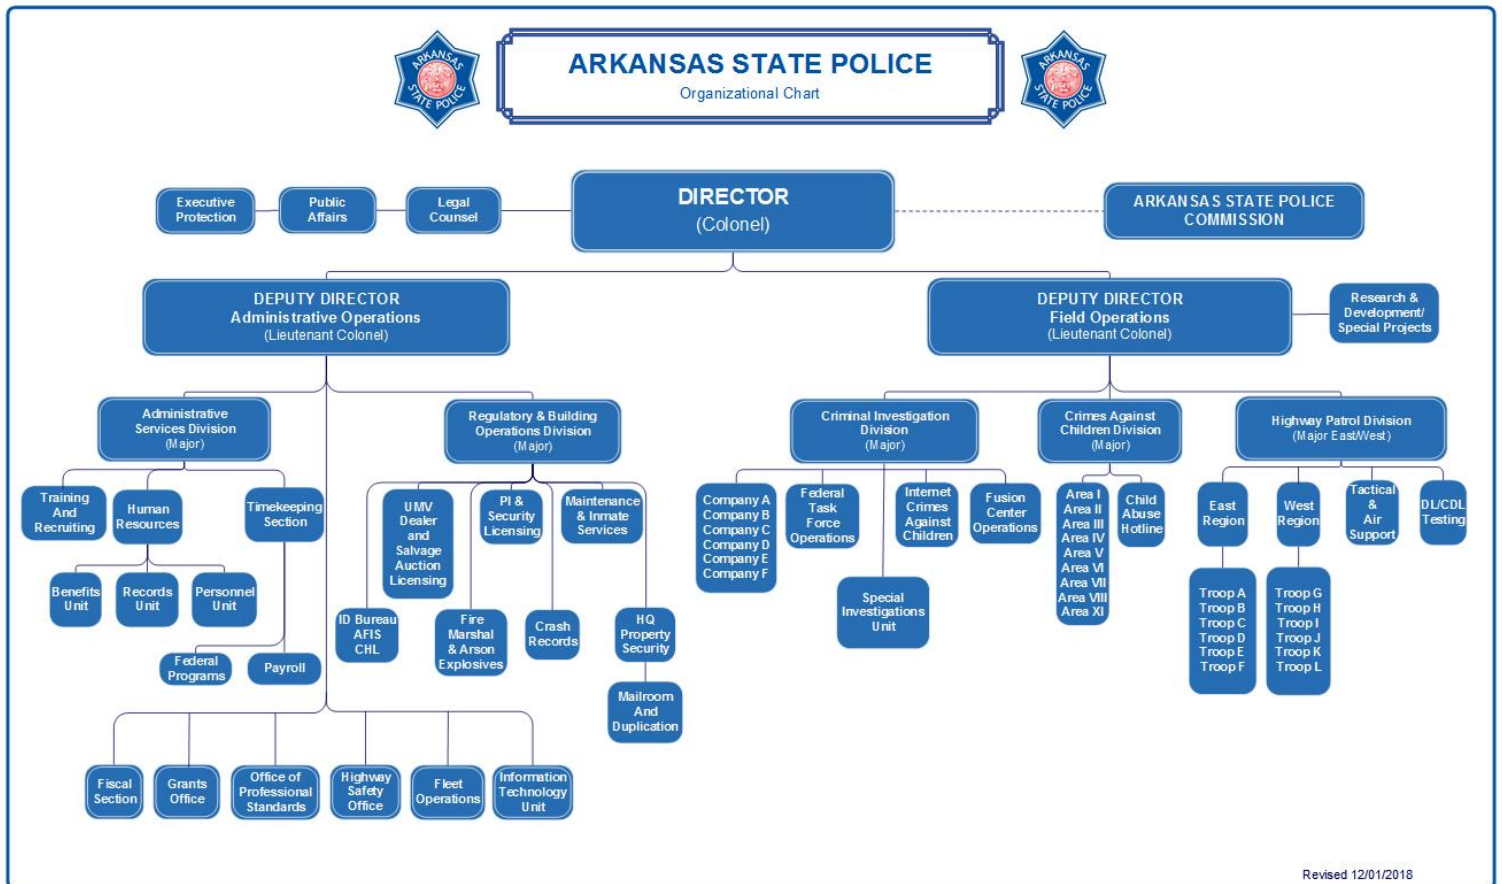 ARKANSAS
STATE POLICE
ARKANSAS STATE POLICE
Organizational Chart
ARKANSAS
STATE POLICE
Executive
Protection
Public
Affairs
Legal
Counsel
DIRECTOR
(Colonel)
ARKANSAS STATE POLICE
COMMISSION
DEPUTY DIRECTOR
Administrative Operations
(Lieutenant Colonel)
DEPUTY DIRECTOR
Field Operations
(Lieutenant Colonel)
Research &
Development/
Special Projects
Administrative
Services Division
(Major)
Regulatory & Building
Operations Division
(Major)
Criminal Investigation
Division
(Major)
Crimes Against
Children Division
(Major)
Highway Patrol Division
(Major East/West)
Training
And
Recruiting
Human
Resources
Timekeeping
Section
UMV
Dealer
and
Salvage
Auction
Licensing
PI &
Security
Licensing
Maintenance
& Inmate
Services
Company A
Company B
Company C
Company D
Company E
Company F
Federal
Task
Force
Operations
Internet
Crimes
Against
Children
Fusion
Center
Operations
Area I
Area II
Area III
Area IV
Area V
Area VI
Area VII
Area VIII
Area XI
Child
Abuse
Hotline
East
Region
West
Region
Tactical
&
Air
Support
DL/CDL
Testing
Benefits
Unit
Records
Unit
Personnel
Unit
Special
Investigations
Unit
Troop A
Troop B
Troop C
Troop D
Troop E
Troop F
Troop G
Troop H
Troop I
Troop J
Troop K
Troop L
ID Bureau
AFIS
CHL
Fire
Marshal
& Arson
Explosives
Crash
Records
HQ
Property
Security
Federal
Programs
Payroll
Mailroom
And
Duplication
Fiscal
Section
Grants
Office
Office of
Professional
Standards
Highway
Safety
Office
Fleet
Operations
Information
Technology
Unit
Revised 12/01/2018